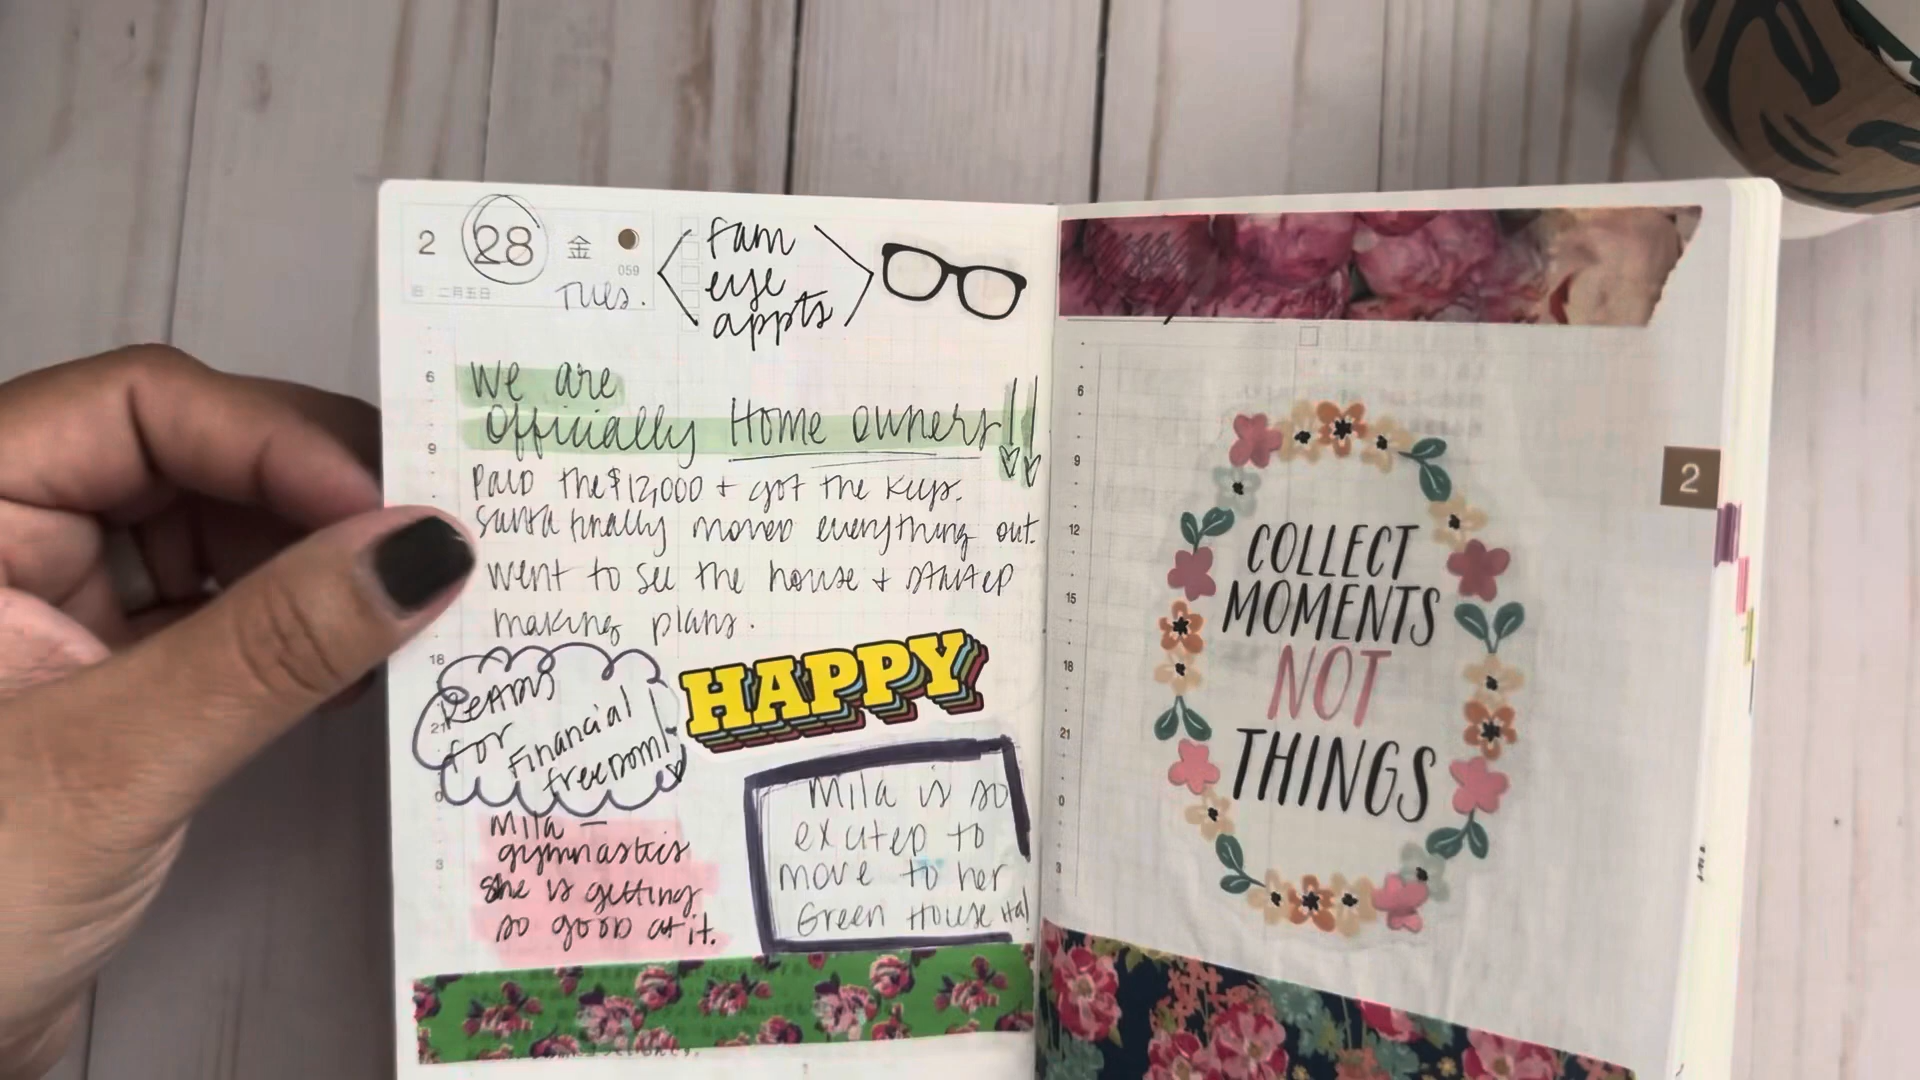 2 28 金
059
旧 二月五日
Tues.
Fam
eye
appts
6
We are
Officially Home owners!!
9
Paid the $12,000 + got the keys.
finally moved everything out.
went to see the house + started
making plans.
18
for
Financial
freedom!
21
HAPPY
0
Mila —
gymnastics
3
she is getting
so good at it.
Mila is so
excited to
move to her
Green House Ha!
6
9
12
15
18
21
0
3
2
COLLECT
MOMENTS
NOT
THINGS